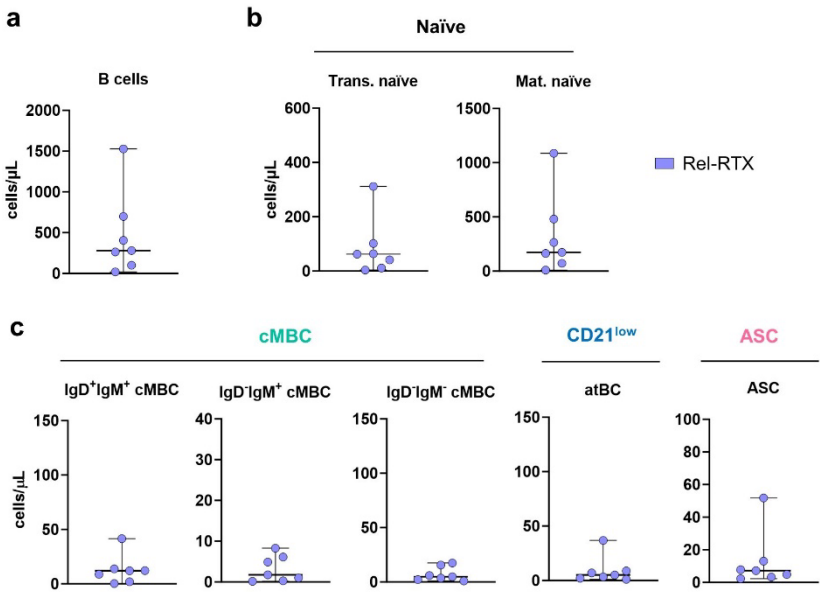 a
b
Naïve
B cells
Trans. naïve
Mat. naïve
cells/μL
2000
1500
1000
500
0
cells/μL
600
400
200
0
1500
1000
500
0
Rel-RTX
c
cMBC
CD21low
ASC
IgD+IgM+ cMBC
IgD-IgM+ cMBC
IgD-IgM- cMBC
atBC
ASC
cells/μL
150
100
50
0
40
30
20
10
0
150
100
50
0
150
100
50
0
100
80
60
40
20
0